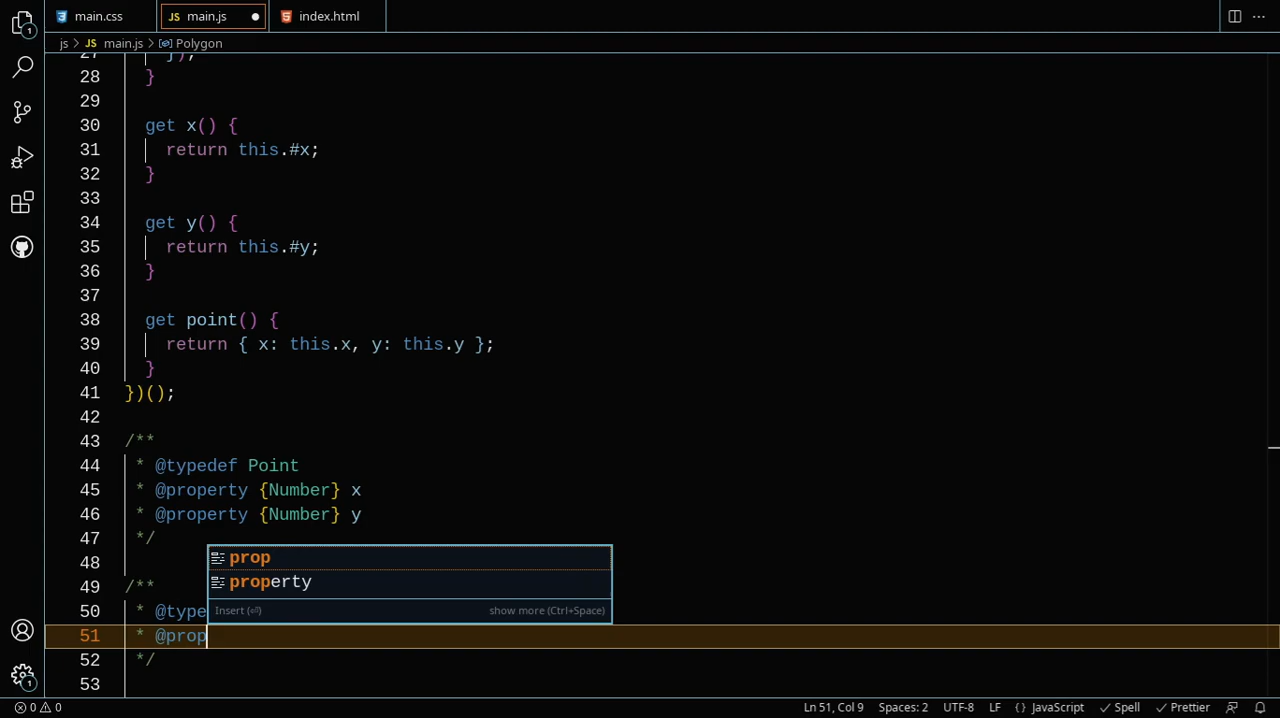 main.css
JS main.js
index.html
js > JS main.js > Polygon
28 }
29
30 get x() {
31 return this.#x;
32 }
33
34 get y() {
35 return this.#y;
36 }
37
38 get point() {
39 return { x: this.x, y: this.y };
40 }
41 })();
42
43 /**
44 * @typedef Point
45 * @property {Number} x
46 * @property {Number} y
47 */
48
prop
property
Insert (⏎) show more (Ctrl+Space)
49 /**
50 * @type
51 * @prop
52 */
53
1
1
0 0
Ln 51, Col 9 Spaces: 2 UTF-8 LF {} JavaScript Spell Prettier